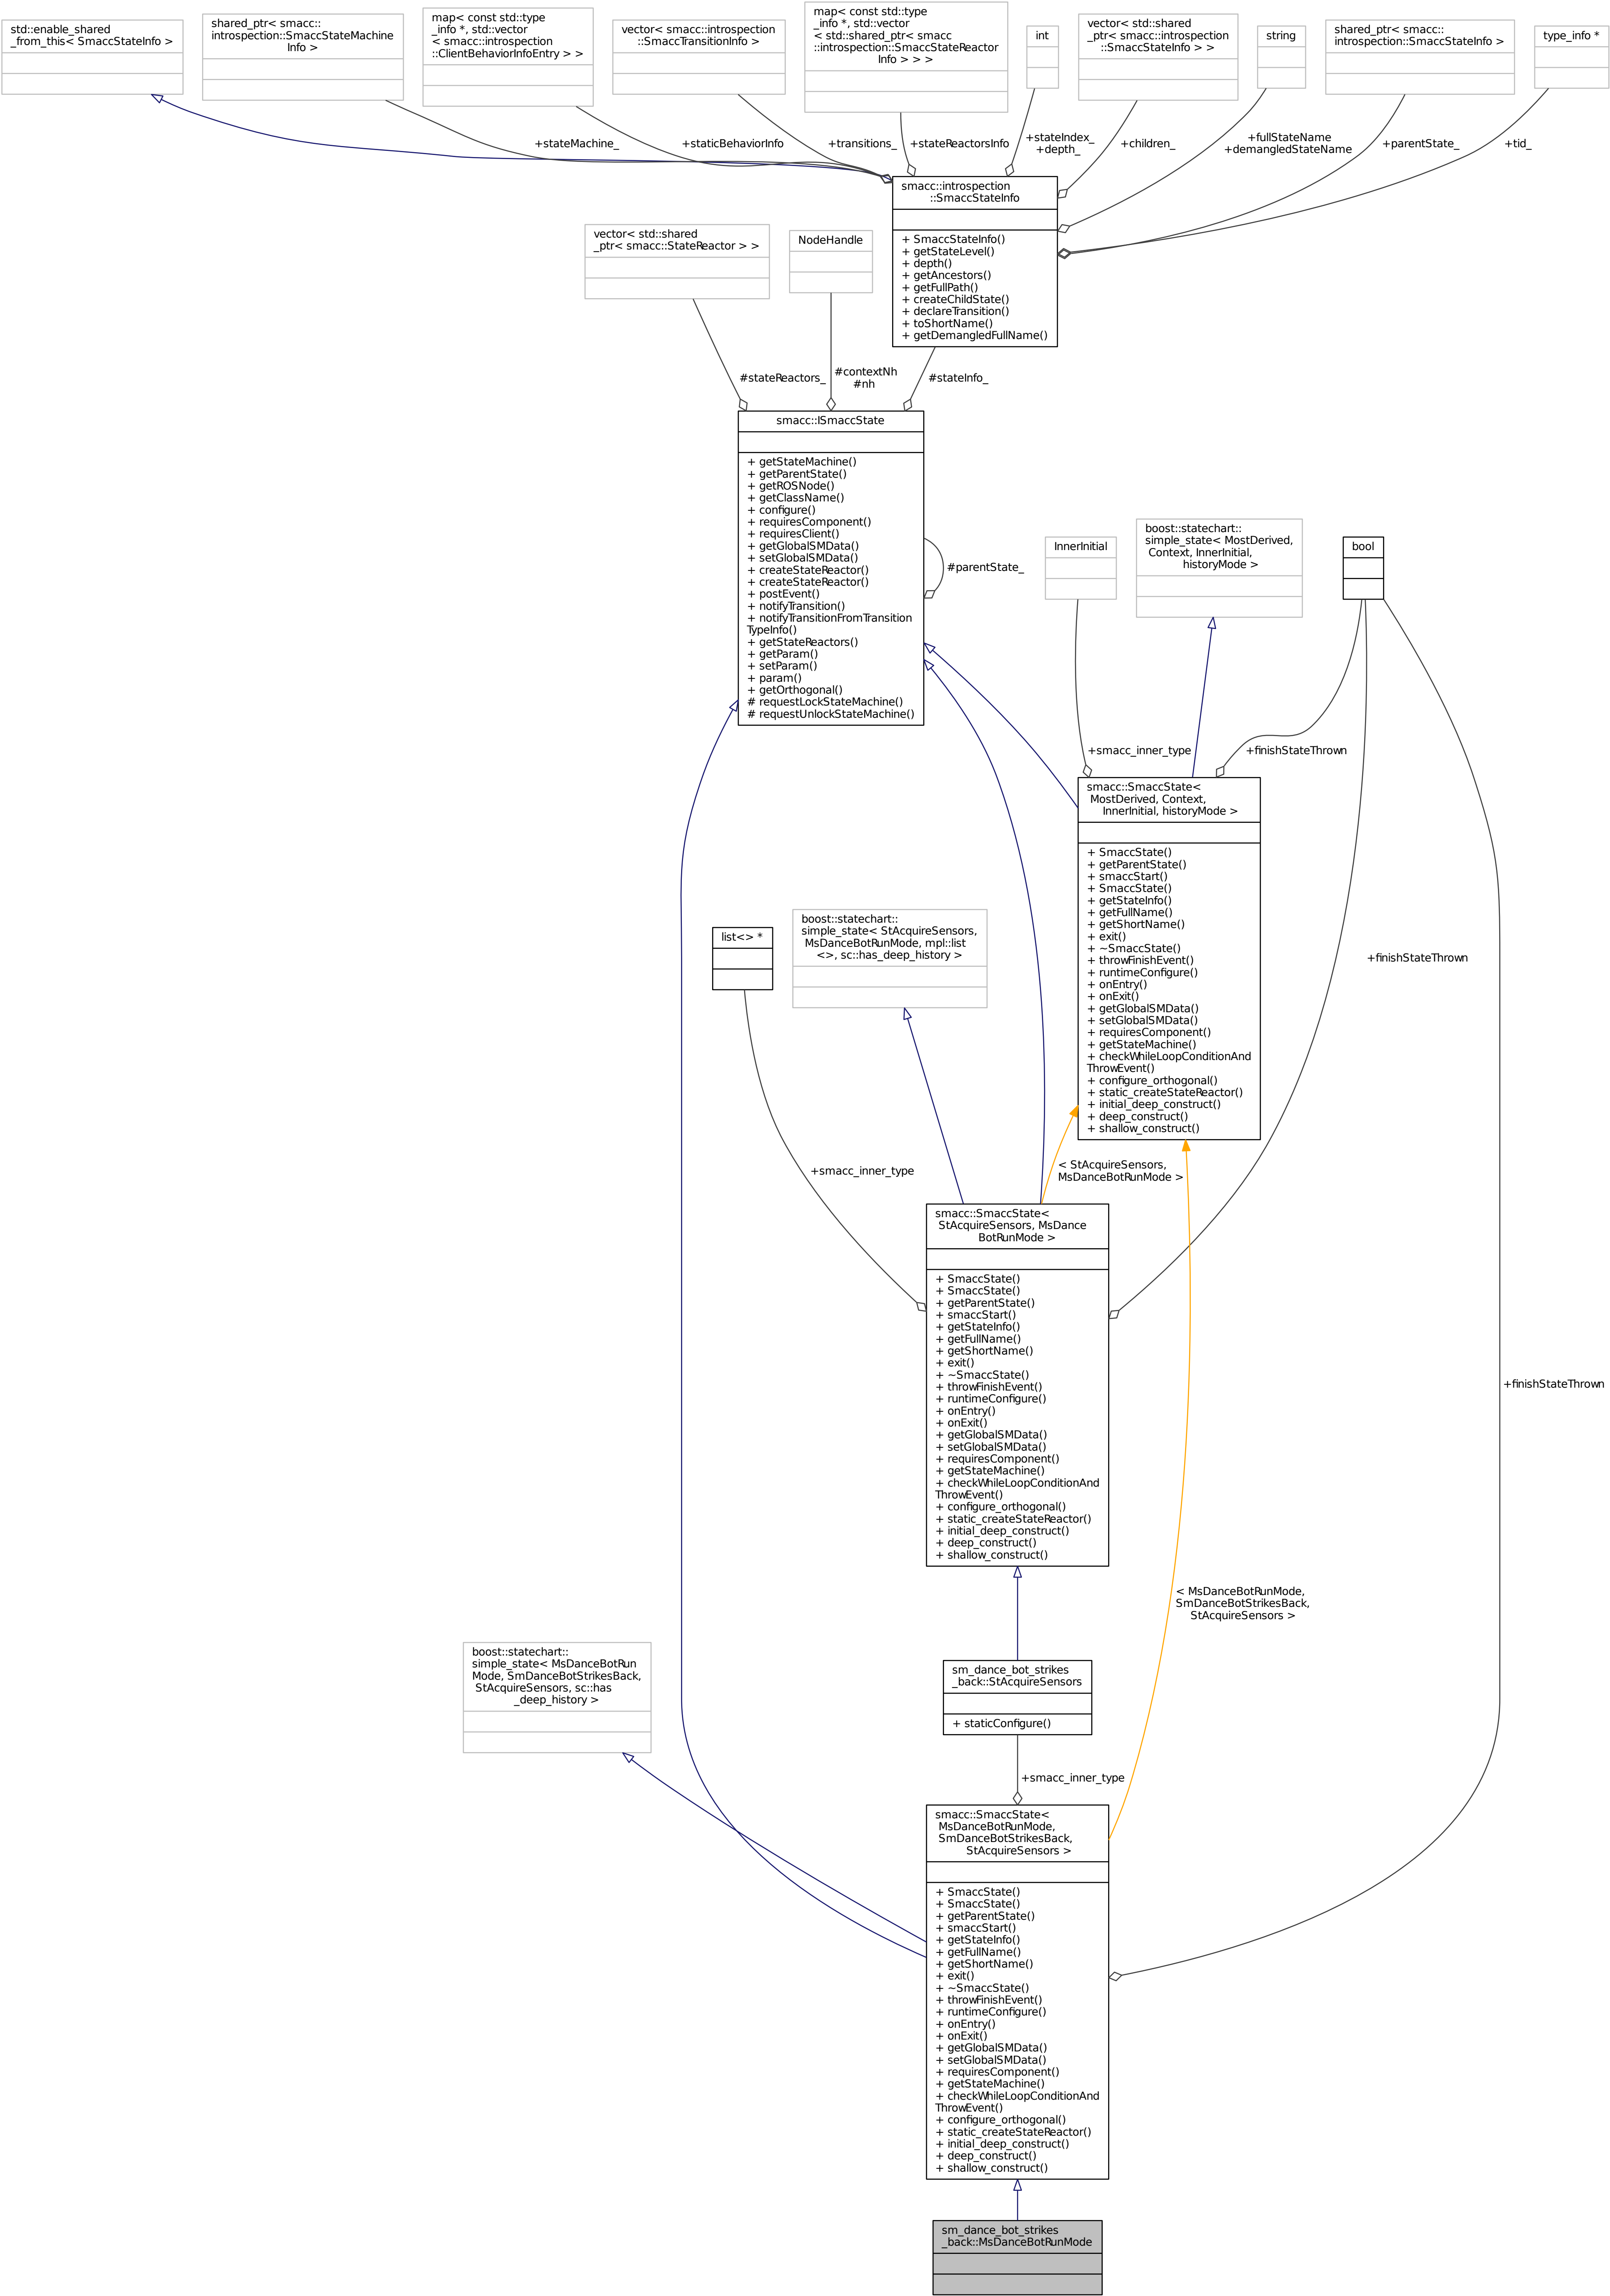 std::enable_shared
_from_this< SmaccStateInfo >
shared_ptr< smacc::
introspection::SmaccStateMachine
Info >
map< const std::type
_info *, std::vector
< smacc::introspection
::ClientBehaviorInfoEntry > >
vector< smacc::introspection
::SmaccTransitionInfo >
map< const std::type
_info *, std::vector
< std::shared_ptr< smacc
::introspection::SmaccStateReactor
Info > > >
int
vector< std::shared
_ptr< smacc::introspection
::SmaccStateInfo > >
string
shared_ptr< smacc::
introspection::SmaccStateInfo >
type_info *
+stateMachine_
+staticBehaviorInfo
+transitions_
+stateReactorsInfo
+stateIndex_
+depth_
+children_
+fullStateName
+demangledStateName
+parentState_
+tid_
smacc::introspection
::SmaccStateInfo
+ SmaccStateInfo()
+ getStateLevel()
+ depth()
+ getAncestors()
+ getFullPath()
+ createChildState()
+ declareTransition()
+ toShortName()
+ getDemangledFullName()
vector< std::shared
_ptr< smacc::StateReactor > >
NodeHandle
#stateReactors_
#contextNh
#nh
#stateInfo_
smacc::ISmaccState
+ getStateMachine()
+ getParentState()
+ getROSNode()
+ getClassName()
+ configure()
+ requiresComponent()
+ requiresClient()
+ getGlobalSMData()
+ setGlobalSMData()
+ createStateReactor()
+ createStateReactor()
+ postEvent()
+ notifyTransition()
+ notifyTransitionFromTransition
TypeInfo()
+ getStateReactors()
+ getParam()
+ setParam()
+ param()
+ getOrthogonal()
# requestLockStateMachine()
# requestUnlockStateMachine()
#parentState_
InnerInitial
boost::statechart::
simple_state< MostDerived,
Context, InnerInitial,
historyMode >
bool
+smacc_inner_type
+finishStateThrown
smacc::SmaccState<
MostDerived, Context,
InnerInitial, historyMode >
+ SmaccState()
+ getParentState()
+ smaccStart()
+ SmaccState()
+ getStateInfo()
+ getFullName()
+ getShortName()
+ exit()
+ ~SmaccState()
+ throwFinishEvent()
+ runtimeConfigure()
+ onEntry()
+ onExit()
+ getGlobalSMData()
+ setGlobalSMData()
+ requiresComponent()
+ getStateMachine()
+ checkWhileLoopConditionAnd
ThrowEvent()
+ configure_orthogonal()
+ static_createStateReactor()
+ initial_deep_construct()
+ deep_construct()
+ shallow_construct()
list<> *
boost::statechart::
simple_state< StAcquireSensors,
MsDanceBotRunMode, mpl::list
<>, sc::has_deep_history >
+finishStateThrown
+smacc_inner_type
< StAcquireSensors,
MsDanceBotRunMode >
smacc::SmaccState<
StAcquireSensors, MsDance
BotRunMode >
+ SmaccState()
+ SmaccState()
+ getParentState()
+ smaccStart()
+ getStateInfo()
+ getFullName()
+ getShortName()
+ exit()
+ ~SmaccState()
+ throwFinishEvent()
+ runtimeConfigure()
+ onEntry()
+ onExit()
+ getGlobalSMData()
+ setGlobalSMData()
+ requiresComponent()
+ getStateMachine()
+ checkWhileLoopConditionAnd
ThrowEvent()
+ configure_orthogonal()
+ static_createStateReactor()
+ initial_deep_construct()
+ deep_construct()
+ shallow_construct()
+finishStateThrown
< MsDanceBotRunMode,
SmDanceBotStrikesBack,
StAcquireSensors >
boost::statechart::
simple_state< MsDanceBotRun
Mode, SmDanceBotStrikesBack,
StAcquireSensors, sc::has
_deep_history >
sm_dance_bot_strikes
_back::StAcquireSensors
+ staticConfigure()
+smacc_inner_type
smacc::SmaccState<
MsDanceBotRunMode,
SmDanceBotStrikesBack,
StAcquireSensors >
+ SmaccState()
+ SmaccState()
+ getParentState()
+ smaccStart()
+ getStateInfo()
+ getFullName()
+ getShortName()
+ exit()
+ ~SmaccState()
+ throwFinishEvent()
+ runtimeConfigure()
+ onEntry()
+ onExit()
+ getGlobalSMData()
+ setGlobalSMData()
+ requiresComponent()
+ getStateMachine()
+ checkWhileLoopConditionAnd
ThrowEvent()
+ configure_orthogonal()
+ static_createStateReactor()
+ initial_deep_construct()
+ deep_construct()
+ shallow_construct()
sm_dance_bot_strikes
_back::MsDanceBotRunMode